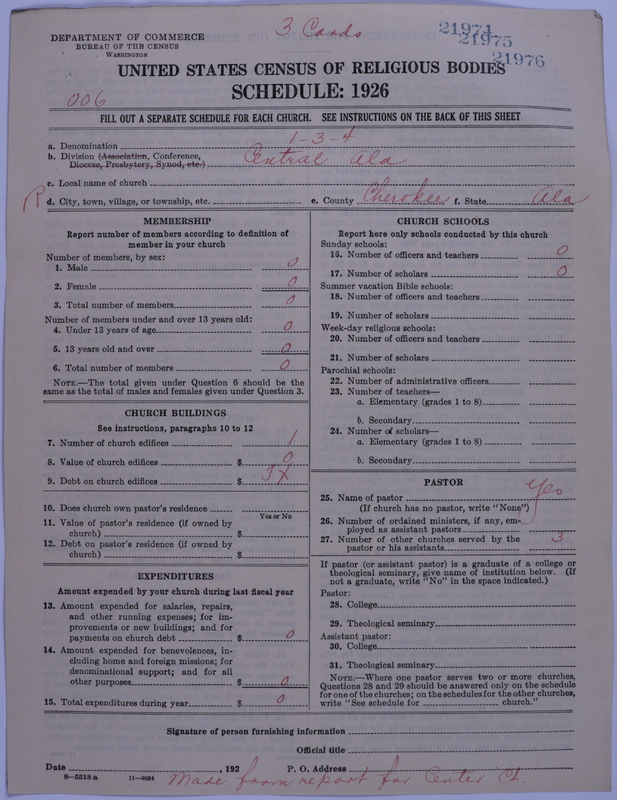 3 Cards
21974
21975
21976
DEPARTMENT OF COMMERCE
BUREAU OF THE CENSUS
WASHINGTON
UNITED STATES CENSUS OF RELIGIOUS BODIES
SCHEDULE: 1926
006
FILL OUT A SEPARATE SCHEDULE FOR EACH CHURCH. SEE INSTRUCTIONS ON THE BACK OF THIS SHEET
a. Denomination 1-3-4
b. Division (Association, Conference, Diocese, Presbytery, Synod, etc.) Central Ala
c. Local name of church
R d. City, town, village, or township, etc. e. County Cherokee f. State Ala
MEMBERSHIP
Report number of members according to definition of
member in your church
Number of members, by sex:
1. Male 0
2. Female 0
3. Total number of members 0
Number of members under and over 13 years old:
4. Under 13 years of age 0
5. 13 years old and over 0
6. Total number of members 0
NOTE.—The total given under Question 6 should be the
same as the total of males and females given under Question 3.
CHURCH BUILDINGS
See instructions, paragraphs 10 to 12
7. Number of church edifices 1
8. Value of church edifices $ 0
9. Debt on church edifices $ JX
10. Does church own pastor's residence
Yes or No
11. Value of pastor's residence (if owned by
church) $
12. Debt on pastor's residence (if owned by
church) $
EXPENDITURES
Amount expended by your church during last fiscal year
13. Amount expended for salaries, repairs,
and other running expenses; for im-
provements or new buildings; and for
payments on church debt $ 0
14. Amount expended for benevolences, in-
cluding home and foreign missions; for
denominational support; and for all
other purposes $ 0
15. Total expenditures during year $ 0
CHURCH SCHOOLS
Report here only schools conducted by this church
Sunday schools:
16. Number of officers and teachers 0
17. Number of scholars 0
Summer vacation Bible schools:
18. Number of officers and teachers
19. Number of scholars
Week-day religious schools:
20. Number of officers and teachers
21. Number of scholars
Parochial schools:
22. Number of administrative officers
23. Number of teachers—
a. Elementary (grades 1 to 8)
b. Secondary
24. Number of scholars—
a. Elementary (grades 1 to 8)
b. Secondary
PASTOR
25. Name of pastor Yes
(If church has no pastor, write "None")
26. Number of ordained ministers, if any, em-
ployed as assistant pastors
27. Number of other churches served by the
pastor or his assistants 3
If pastor (or assistant pastor) is a graduate of a college or
theological seminary, give name of institution below. (If
not a graduate, write "No" in the space indicated.)
Pastor:
28. College
29. Theological seminary
Assistant pastor:
30. College
31. Theological seminary
NOTE.—Where one pastor serves two or more churches,
Questions 28 and 29 should be answered only on the schedule
for one of the churches; on the schedules for the other churches,
write "See schedule for church."
Signature of person furnishing information
Official title
Date , 192 P. O. Address
8—5515 a 11—9024 Made from report for Center Ch.